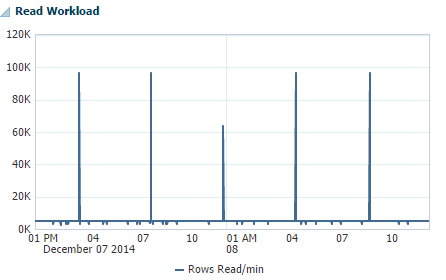 Read Workload
120K
100K
80K
60K
40K
20K
0K
01 PM 04 07 10 01 AM 04 07 10
December 07 2014 08
Rows Read/min